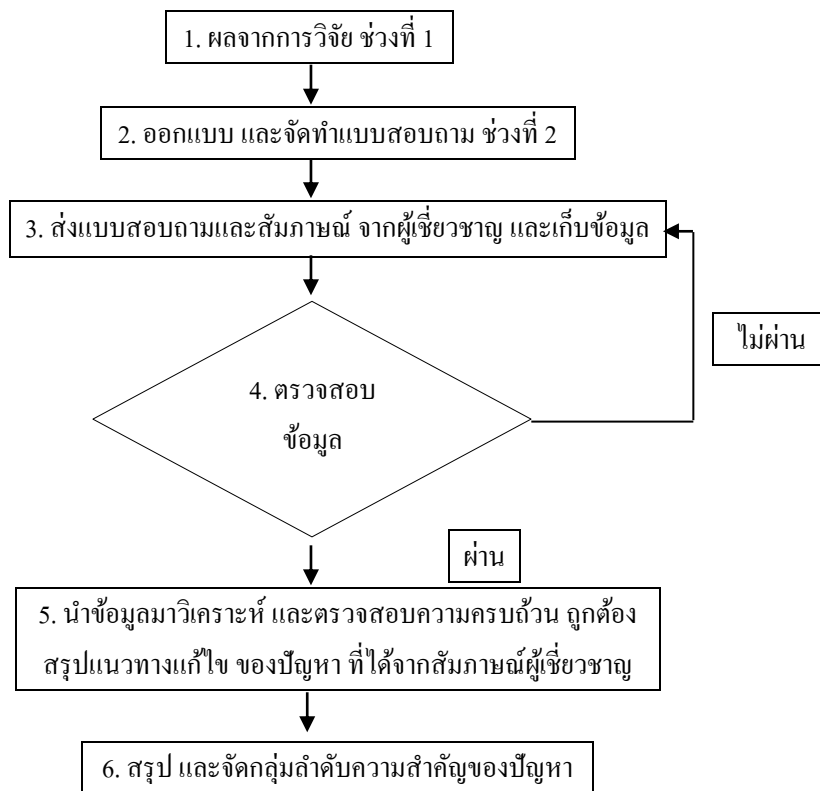 1. ผลจากการวิจัย ช่วงที่ 1
2. ออกแบบ และจัดทำแบบสอบถาม ช่วงที่ 2
3. ส่งแบบสอบถามและสัมภาษณ์ จากผู้เชี่ยวชาญ และเก็บข้อมูล
ไม่ผ่าน
4. ตรวจสอบ
ข้อมูล
ผ่าน
5. นำข้อมูลมาวิเคราะห์ และตรวจสอบความครบถ้วน ถูกต้อง
สรุปแนวทางแก้ไข ของปัญหา ที่ได้จากสัมภาษณ์ผู้เชี่ยวชาญ
6. สรุป และจัดกลุ่มลำดับความสำคัญของปัญหา